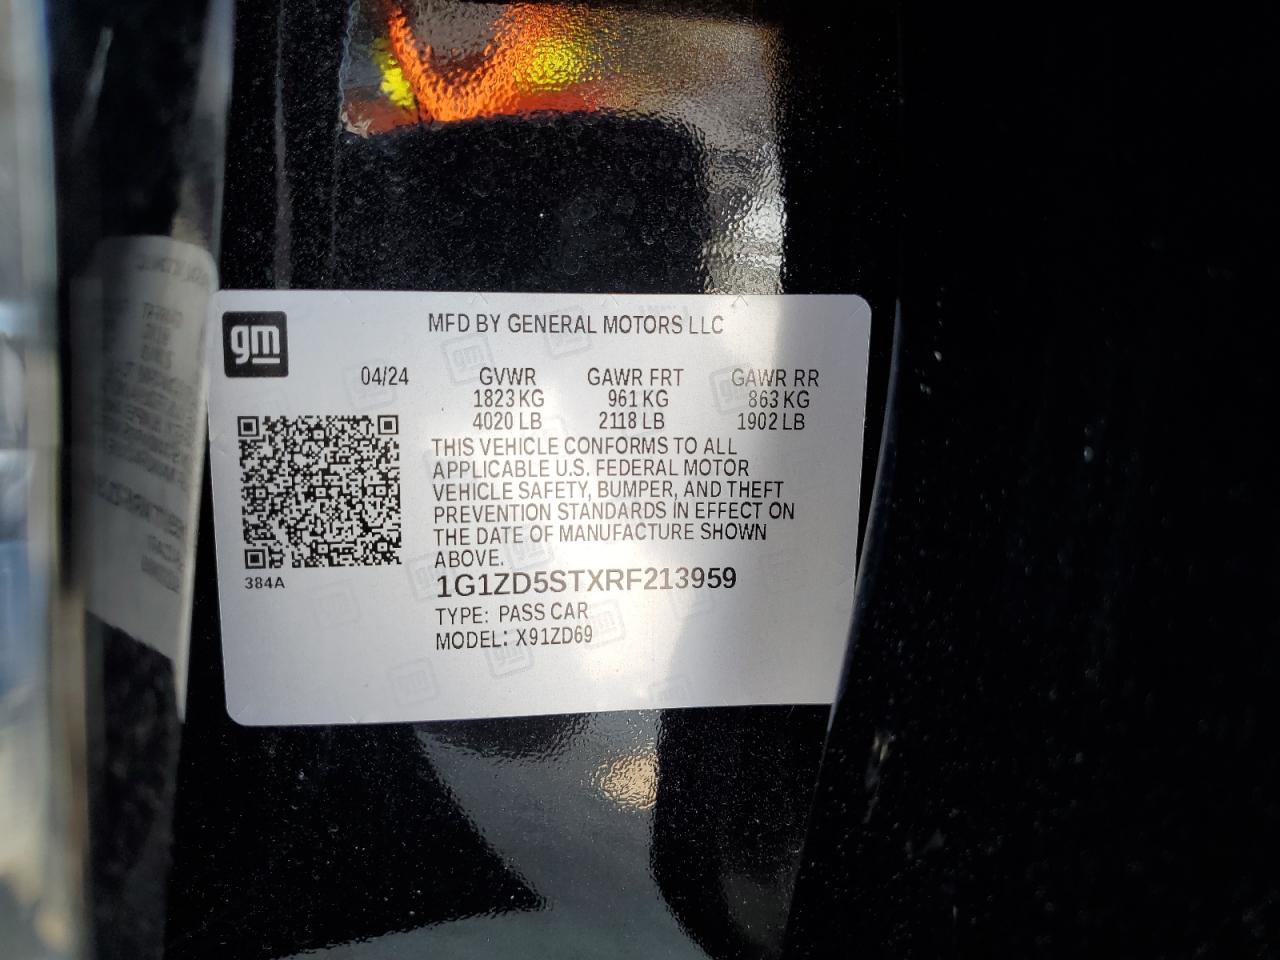 gm
MFD BY GENERAL MOTORS LLC
04/24 GVWR GAWR FRT GAWR RR
1823 KG 961 KG 863 KG
4020 LB 2118 LB 1902 LB
THIS VEHICLE CONFORMS TO ALL
APPLICABLE U.S. FEDERAL MOTOR
VEHICLE SAFETY, BUMPER, AND THEFT
PREVENTION STANDARDS IN EFFECT ON
THE DATE OF MANUFACTURE SHOWN
ABOVE.
384A
1G1ZD5STXRF213959
TYPE: PASS CAR
MODEL: X91ZD69